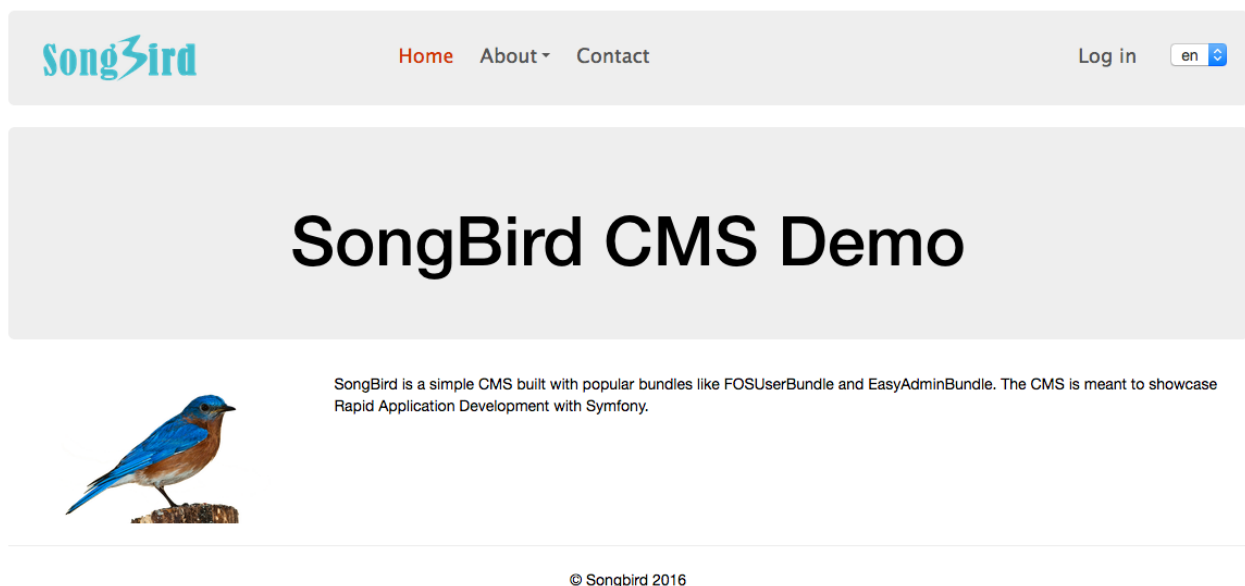 SongBird
Home About Contact Log in en
SongBird CMS Demo
SongBird is a simple CMS built with popular bundles like FOSUserBundle and EasyAdminBundle. The CMS is meant to showcase
Rapid Application Development with Symfony.
© Songbird 2016